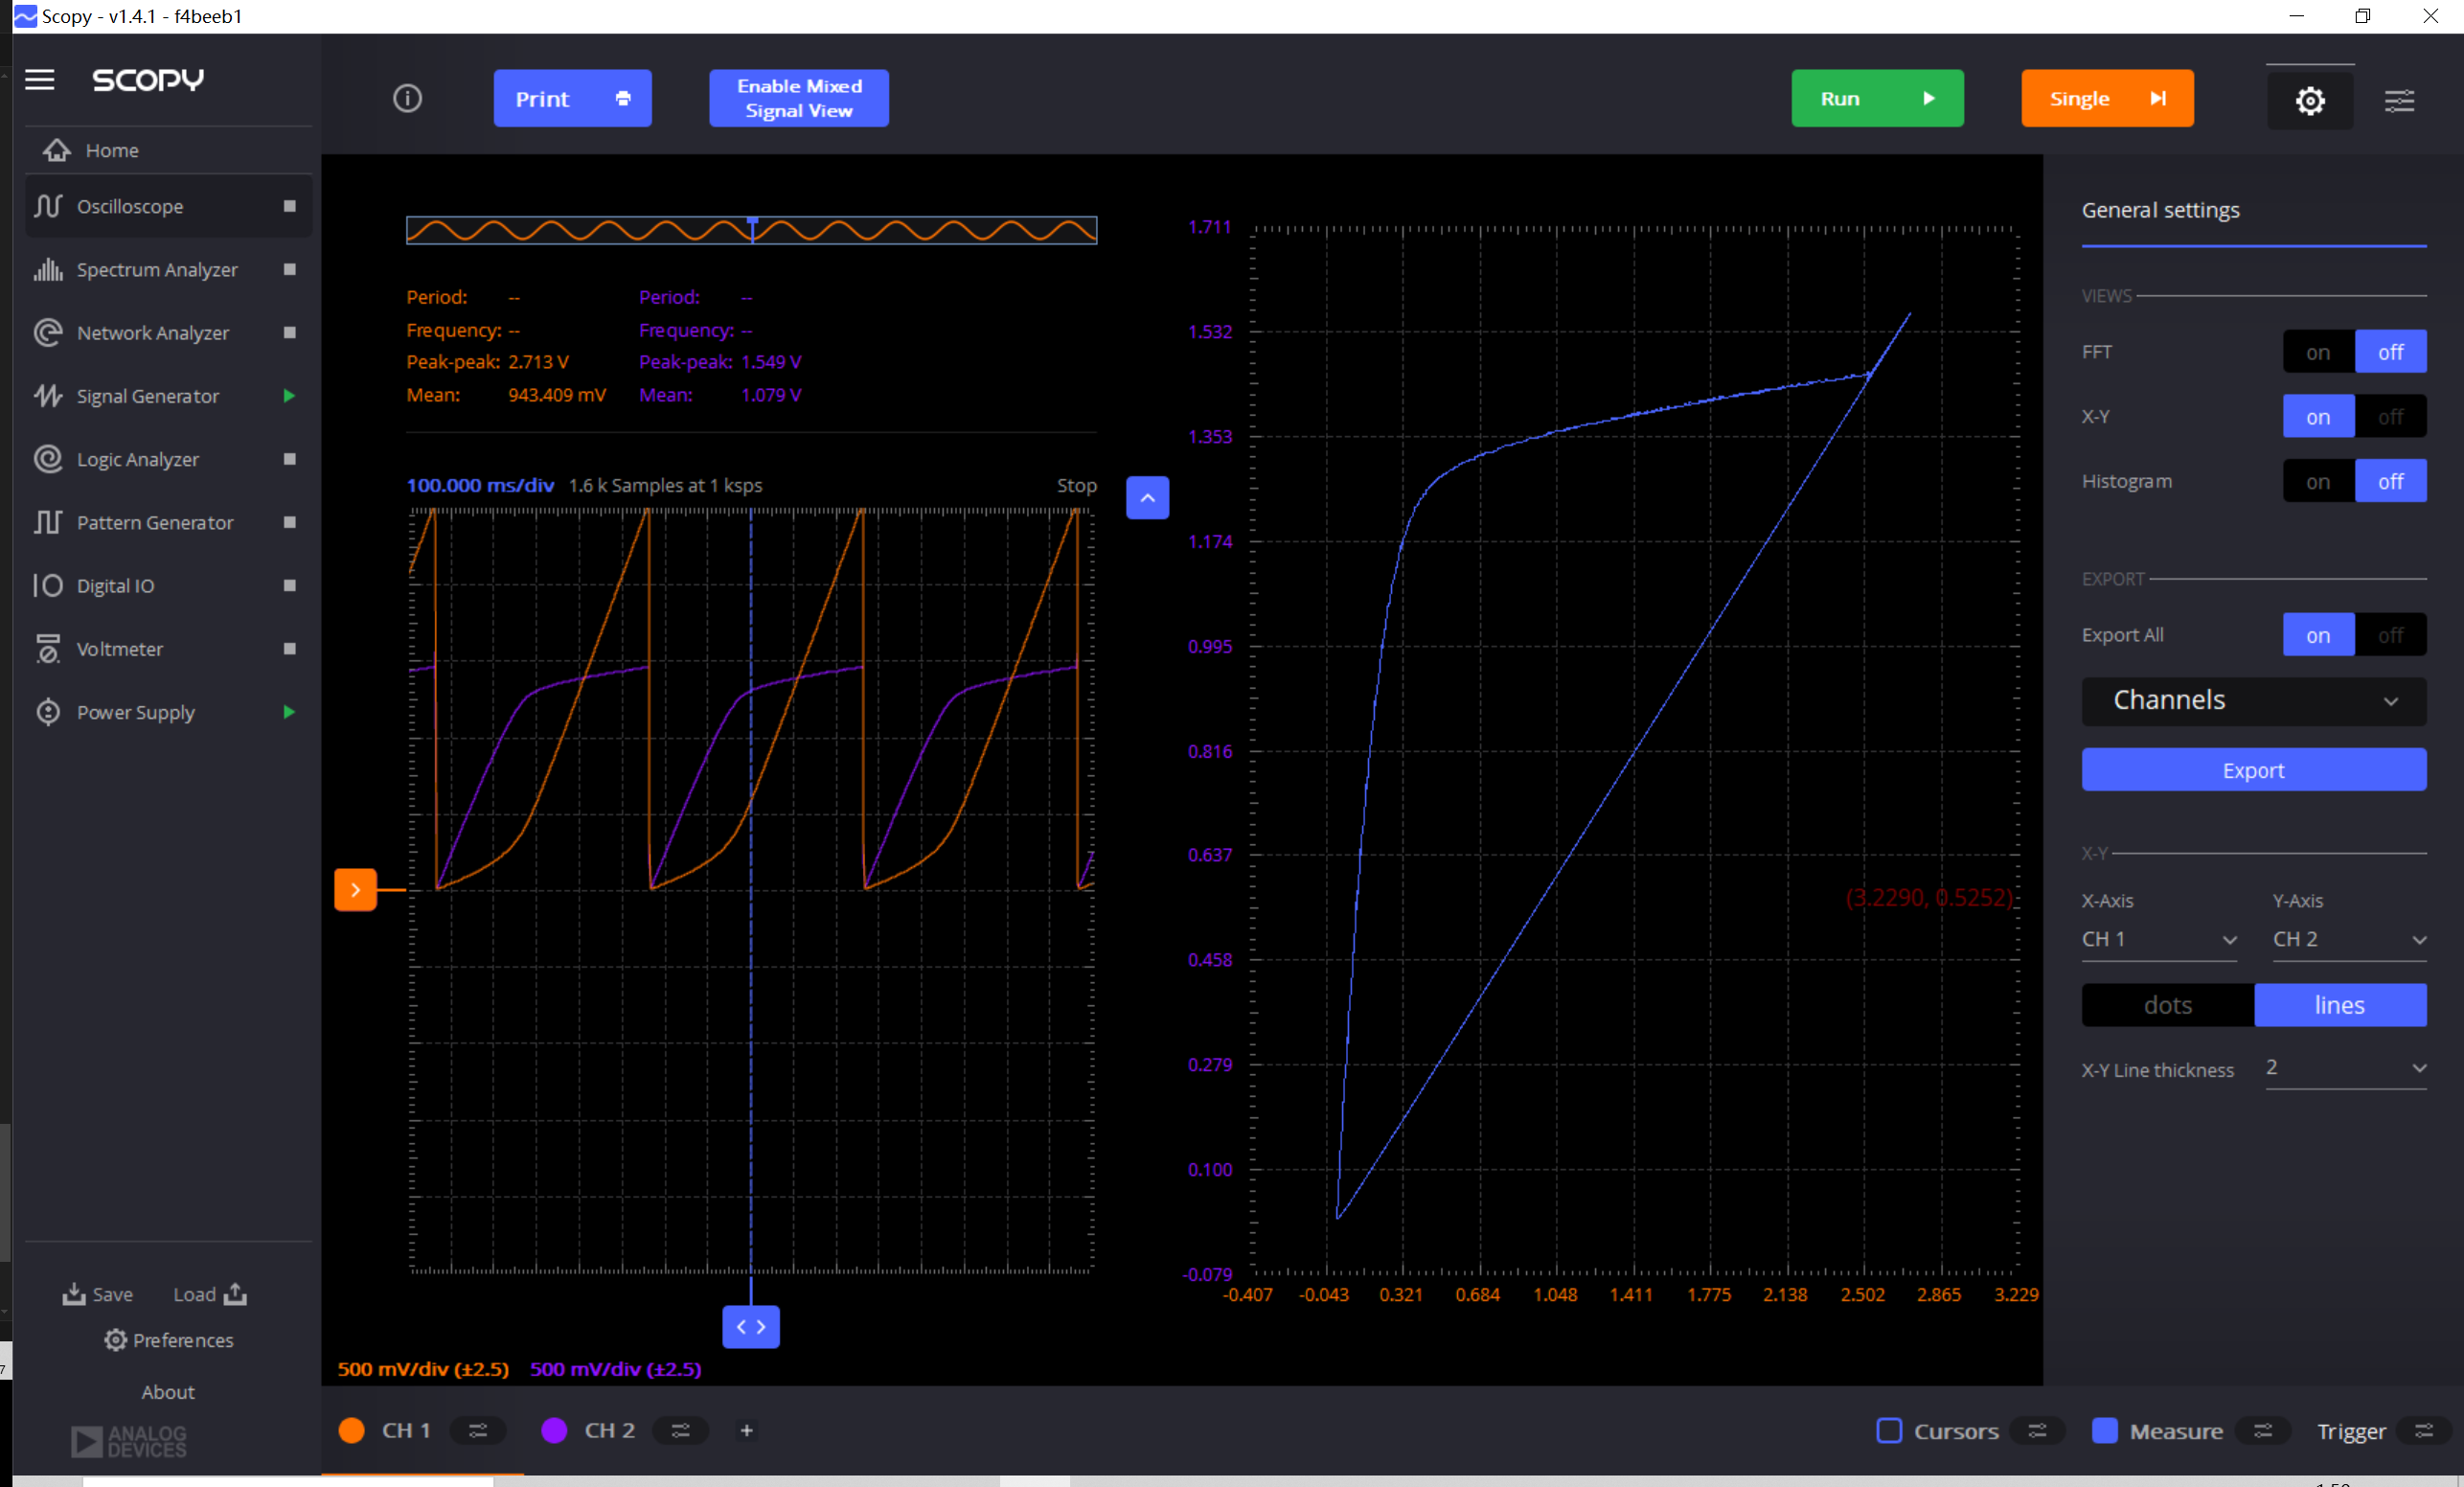 Scopy - v1.4.1 - f4beeb1
SCOPY
Print
Enable Mixed
Signal View
Run
Single
Home
Oscilloscope
Spectrum Analyzer
Network Analyzer
Signal Generator
Logic Analyzer
Pattern Generator
Digital IO
Voltmeter
Power Supply
Save Load
Preferences
About
ANALOG
DEVICES
Period: -- Period: --
Frequency: -- Frequency: --
Peak-peak: 2.713 V Peak-peak: 1.549 V
Mean: 943.409 mV Mean: 1.079 V
100.000 ms/div 1.6 k Samples at 1 ksps Stop
500 mV/div (±2.5) 500 mV/div (±2.5)
1.711
1.532
1.353
1.174
0.995
0.816
0.637
0.458
0.279
0.100
-0.079
(3.2290, 0.5252)
-0.407 -0.043 0.321 0.684 1.048 1.411 1.775 2.138 2.502 2.865 3.229
General settings
VIEWS
FFT on off
X-Y on off
Histogram on off
EXPORT
Export All on off
Channels
Export
X-Y
X-Axis Y-Axis
CH 1 CH 2
dots lines
X-Y Line thickness 2
CH 1 CH 2 +
Cursors Measure Trigger